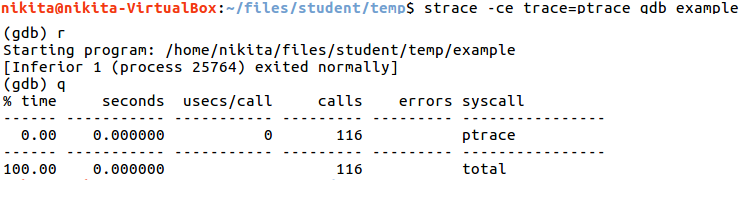 nikita@nikita-VirtualBox:~/files/student/temp$ strace -ce trace=ptrace gdb example
(gdb) r
Starting program: /home/nikita/files/student/temp/example
[Inferior 1 (process 25764) exited normally]
(gdb) q
% time     seconds  usecs/call     calls    errors syscall
------ ----------- ----------- --------- --------- ----------------
  0.00    0.000000           0       116           ptrace
------ ----------- ----------- --------- --------- ----------------
100.00    0.000000                   116           total